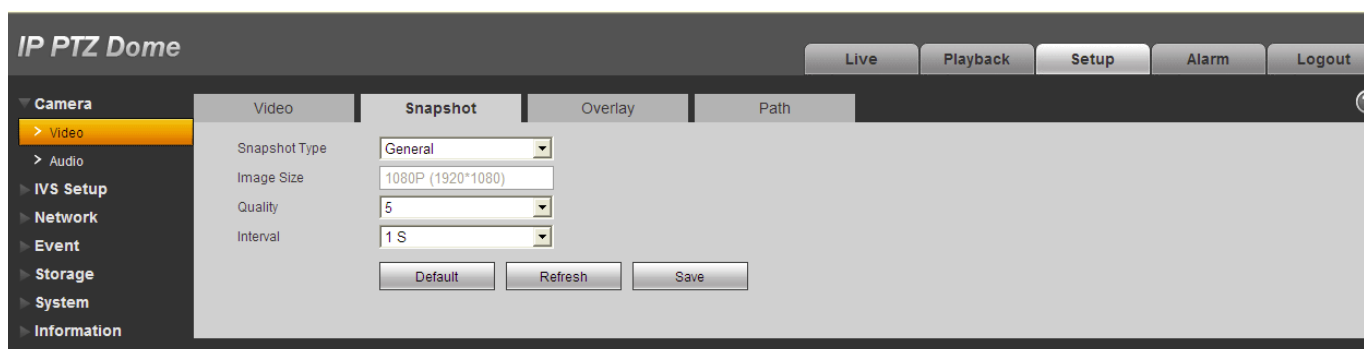 IP PTZ Dome
Live Playback Setup Alarm Logout
Camera
> Video
> Audio
IVS Setup
Network
Event
Storage
System
Information
Video Snapshot Overlay Path
Snapshot Type General
Image Size 1080P (1920*1080)
Quality 5
Interval 1 S
Default Refresh Save